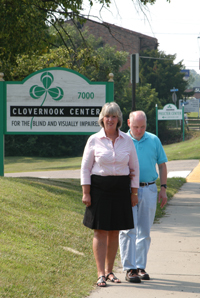 7000
CLOVERNOOK CENTER
FOR THE BLIND AND VISUALLY IMPAIRED